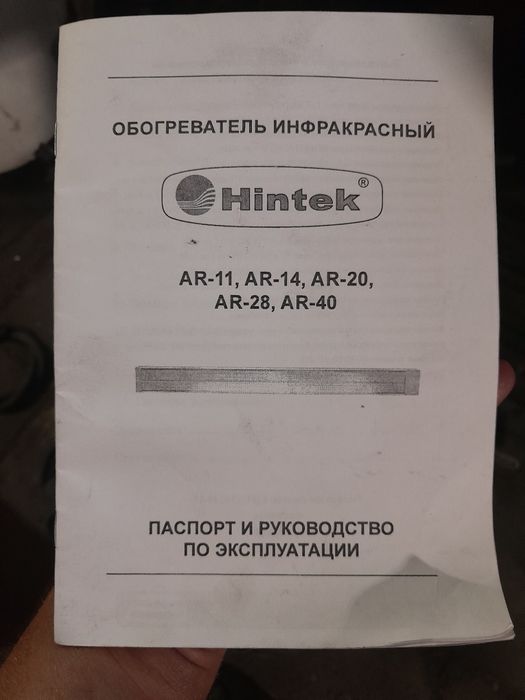 ОБОГРЕВАТЕЛЬ ИНФРАКРАСНЫЙ
Hintek®
AR-11, AR-14, AR-20,
AR-28, AR-40
ПАСПОРТ И РУКОВОДСТВО
ПО ЭКСПЛУАТАЦИИ